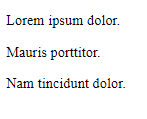 Lorem ipsum dolor.
Mauris porttitor.
Nam tincidunt dolor.